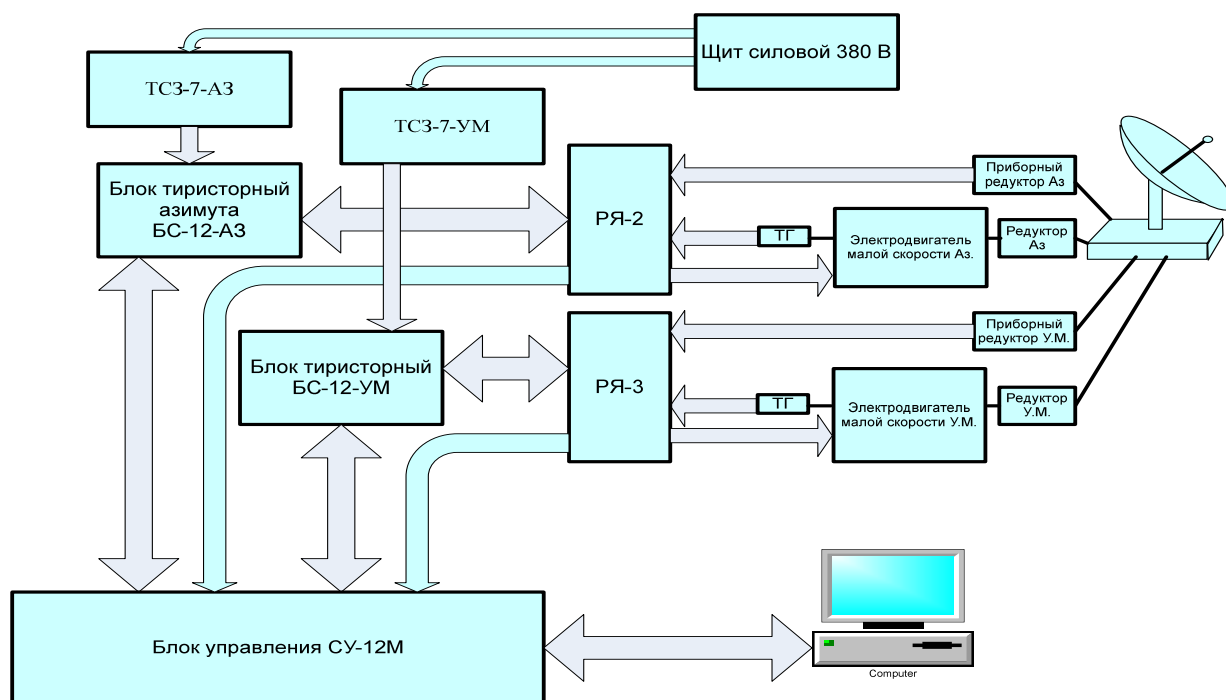 Щит силовой 380 В
ТСЗ-7-АЗ
ТСЗ-7-УМ
Блок тиристорный
азимута
БС-12-АЗ
РЯ-2
Приборный
редуктор Аз
ТГ
Электродвигатель
малой скорости Аз.
Редуктор
Аз
Блок тиристорный
БС-12-УМ
РЯ-3
Приборный
редуктор У.М.
ТГ
Электродвигатель
малой скорости У.М.
Редуктор
У.М.
Блок управления СУ-12М
Computer